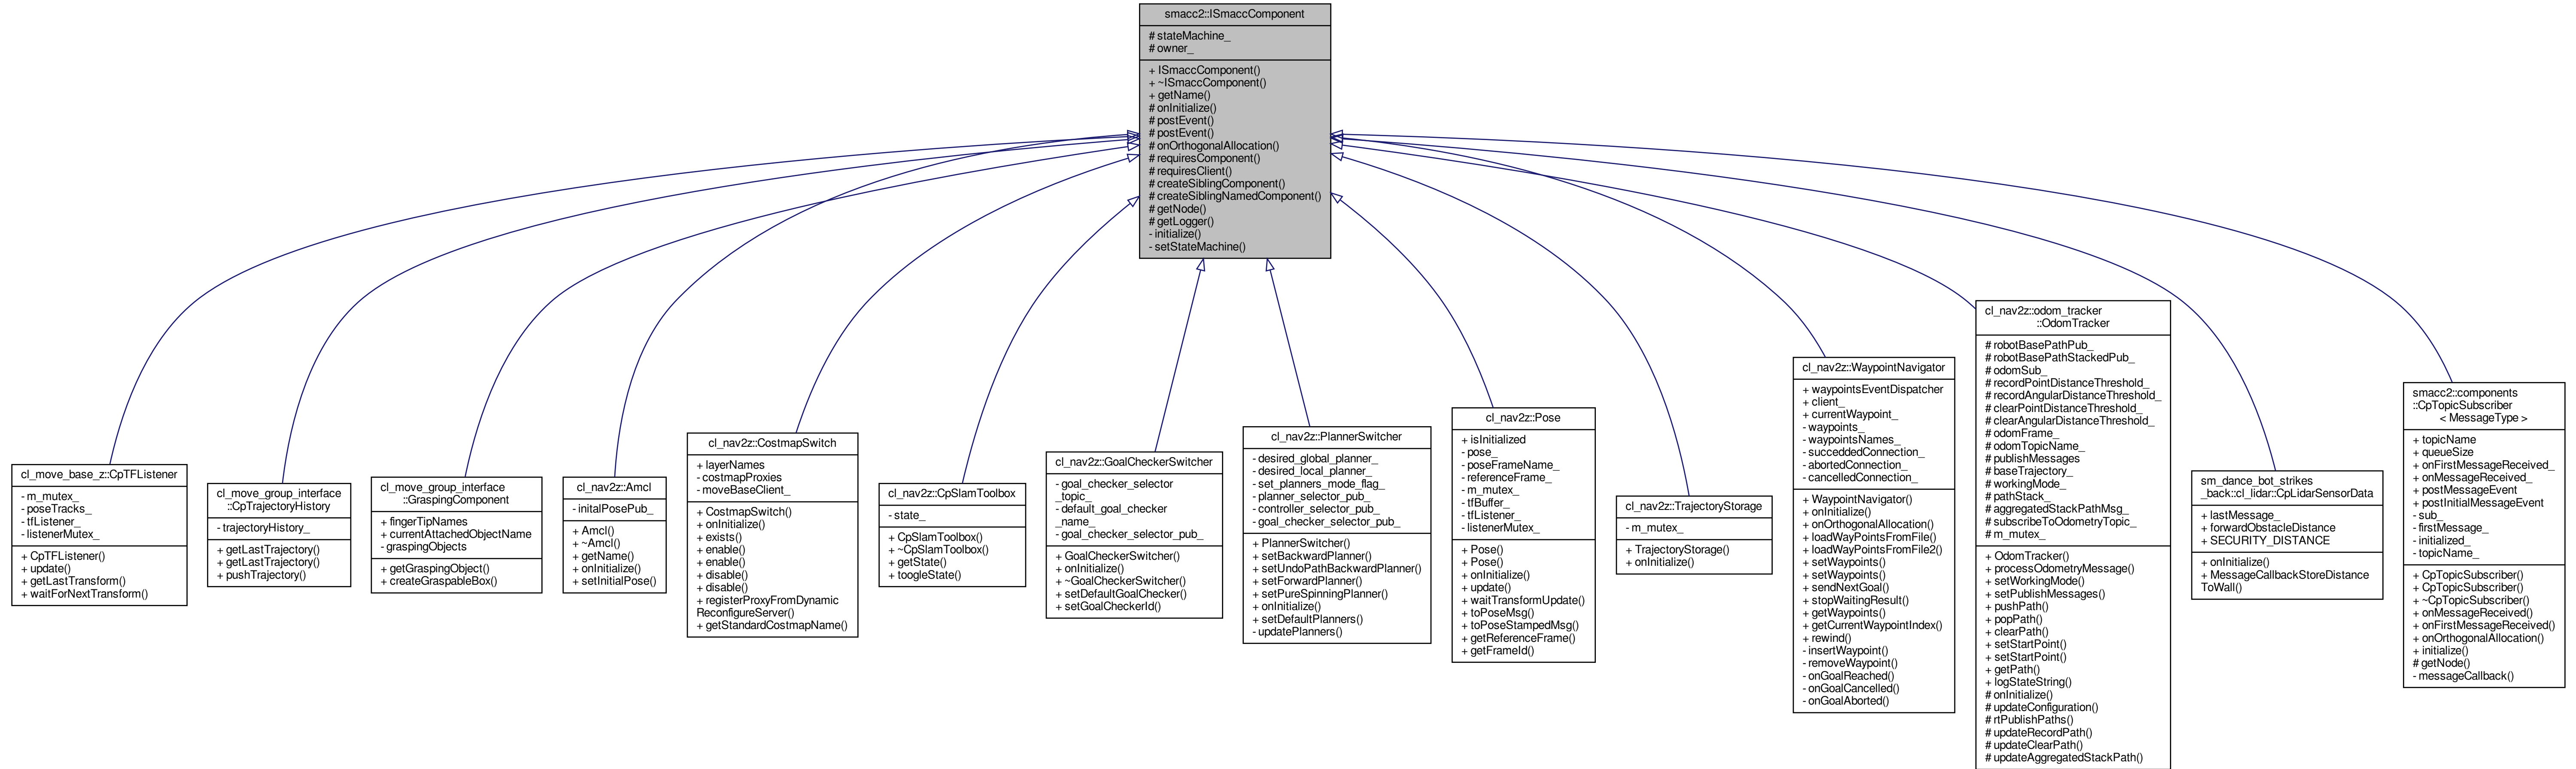 smacc2::ISmaccComponent
# stateMachine_
# owner_
+ ISmaccComponent()
+ ~ISmaccComponent()
+ getName()
# onInitialize()
# postEvent()
# postEvent()
# onOrthogonalAllocation()
# requiresComponent()
# requiresClient()
# createSiblingComponent()
# createSiblingNamedComponent()
# getNode()
# getLogger()
- initialize()
- setStateMachine()
cl_move_base_z::CpTFListener
- m_mutex_
- poseTracks_
- tfListener_
- listenerMutex_
+ CpTFListener()
+ update()
+ getLastTransform()
+ waitForNextTransform()
cl_move_group_interface
::CpTrajectoryHistory
- trajectoryHistory_
+ getLastTrajectory()
+ getLastTrajectory()
+ pushTrajectory()
cl_move_group_interface
::GraspingComponent
+ fingerTipNames
+ currentAttachedObjectName
- graspingObjects
+ getGraspingObject()
+ createGraspableBox()
cl_nav2z::Amcl
- initalPosePub_
+ Amcl()
+ ~Amcl()
+ getName()
+ onInitialize()
+ setInitialPose()
cl_nav2z::CostmapSwitch
+ layerNames
- costmapProxies
- moveBaseClient_
+ CostmapSwitch()
+ onInitialize()
+ exists()
+ enable()
+ enable()
+ disable()
+ disable()
+ registerProxyFromDynamic
ReconfigureServer()
+ getStandardCostmapName()
cl_nav2z::CpSlamToolbox
- state_
+ CpSlamToolbox()
+ ~CpSlamToolbox()
+ getState()
+ toogleState()
cl_nav2z::GoalCheckerSwitcher
- goal_checker_selector
_topic_
- default_goal_checker
_name_
- goal_checker_selector_pub_
+ GoalCheckerSwitcher()
+ onInitialize()
+ ~GoalCheckerSwitcher()
+ setDefaultGoalChecker()
+ setGoalCheckerId()
cl_nav2z::PlannerSwitcher
- desired_global_planner_
- desired_local_planner_
- set_planners_mode_flag_
- planner_selector_pub_
- controller_selector_pub_
- goal_checker_selector_pub_
+ PlannerSwitcher()
+ setBackwardPlanner()
+ setUndoPathBackwardPlanner()
+ setForwardPlanner()
+ setPureSpinningPlanner()
+ onInitialize()
+ setDefaultPlanners()
- updatePlanners()
cl_nav2z::Pose
+ isInitialized
- pose_
- poseFrameName_
- referenceFrame_
- m_mutex_
- tfBuffer_
- tfListener_
- listenerMutex_
+ Pose()
+ Pose()
+ onInitialize()
+ update()
+ waitTransformUpdate()
+ toPoseMsg()
+ toPoseStampedMsg()
+ getReferenceFrame()
+ getFrameId()
cl_nav2z::TrajectoryStorage
- m_mutex_
+ TrajectoryStorage()
+ onInitialize()
cl_nav2z::WaypointNavigator
+ waypointsEventDispatcher
+ client_
+ currentWaypoint_
- waypoints_
- waypointsNames_
- succeddedConnection_
- abortedConnection_
- cancelledConnection_
+ WaypointNavigator()
+ onInitialize()
+ onOrthogonalAllocation()
+ loadWayPointsFromFile()
+ loadWayPointsFromFile2()
+ setWaypoints()
+ setWaypoints()
+ sendNextGoal()
+ stopWaitingResult()
+ getWaypoints()
+ getCurrentWaypointIndex()
+ rewind()
- insertWaypoint()
- removeWaypoint()
- onGoalReached()
- onGoalCancelled()
- onGoalAborted()
cl_nav2z::odom_tracker
::OdomTracker
# robotBasePathPub_
# robotBasePathStackedPub_
# odomSub_
# recordPointDistanceThreshold_
# recordAngularDistanceThreshold_
# clearPointDistanceThreshold_
# clearAngularDistanceThreshold_
# odomFrame_
# odomTopicName_
# publishMessages
# baseTrajectory_
# workingMode_
# pathStack_
# aggregatedStackPathMsg_
# subscribeToOdometryTopic_
# m_mutex_
+ OdomTracker()
+ processOdometryMessage()
+ setWorkingMode()
+ setPublishMessages()
+ pushPath()
+ popPath()
+ clearPath()
+ setStartPoint()
+ setStartPoint()
+ getPath()
+ logStateString()
# onInitialize()
# updateConfiguration()
# rtPublishPaths()
# updateRecordPath()
# updateClearPath()
# updateAggregatedStackPath()
sm_dance_bot_strikes
_back::cl_lidar::CpLidarSensorData
+ lastMessage_
+ forwardObstacleDistance
+ SECURITY_DISTANCE
+ onInitialize()
+ MessageCallbackStoreDistance
ToWall()
smacc2::components
::CpTopicSubscriber
< MessageType >
+ topicName
+ queueSize
+ onFirstMessageReceived_
+ onMessageReceived_
+ postMessageEvent
+ postInitialMessageEvent
- sub_
- firstMessage_
- initialized_
- topicName_
+ CpTopicSubscriber()
+ CpTopicSubscriber()
+ ~CpTopicSubscriber()
+ onMessageReceived()
+ onFirstMessageReceived()
+ onOrthogonalAllocation()
+ initialize()
# getNode()
- messageCallback()